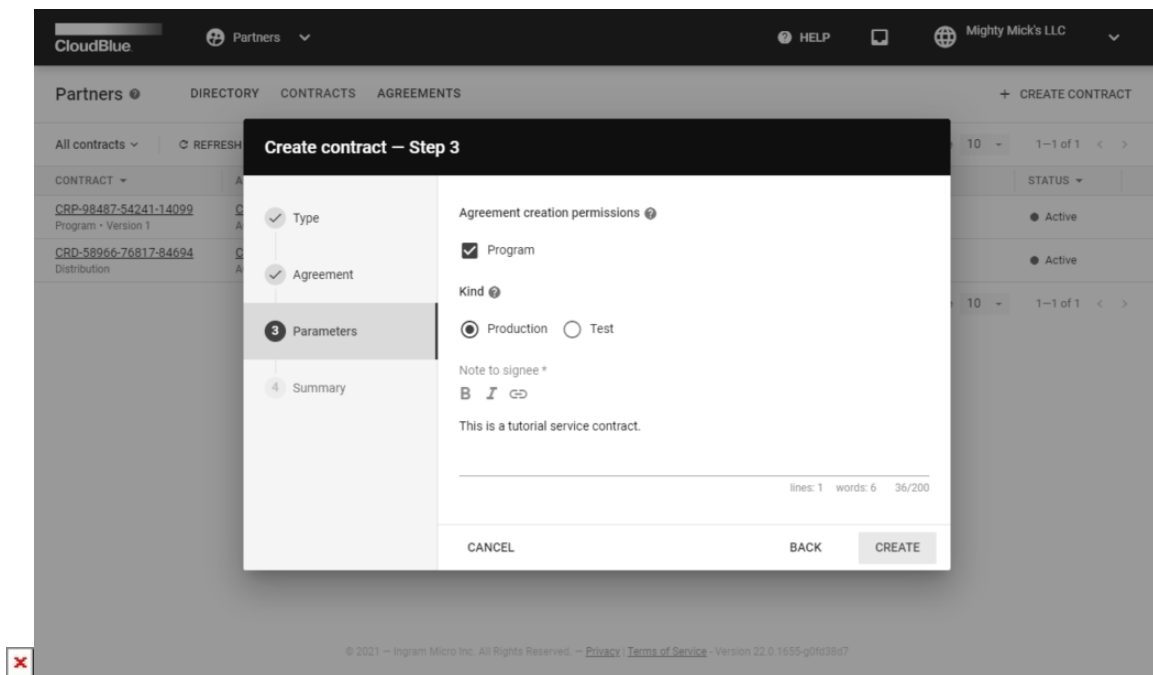 CloudBlue.
Partners
HELP
Mighty Mick's LLC
Partners DIRECTORY CONTRACTS AGREEMENTS + CREATE CONTRACT
All contracts REFRESH 10 1–1 of 1
CONTRACT STATUS
CRP-98487-54241-14099
Program • Version 1
Active
CRD-58966-76817-84694
Distribution
Active
10 1–1 of 1
Create contract — Step 3
Type
Agreement
3 Parameters
4 Summary
Agreement creation permissions
Program
Kind
Production Test
Note to signee *
B I
This is a tutorial service contract.
lines: 1 words: 6 36/200
CANCEL BACK CREATE
© 2021 – Ingram Micro Inc. All Rights Reserved. – Privacy | Terms of Service - Version 22.0.1655-g0fd38d7